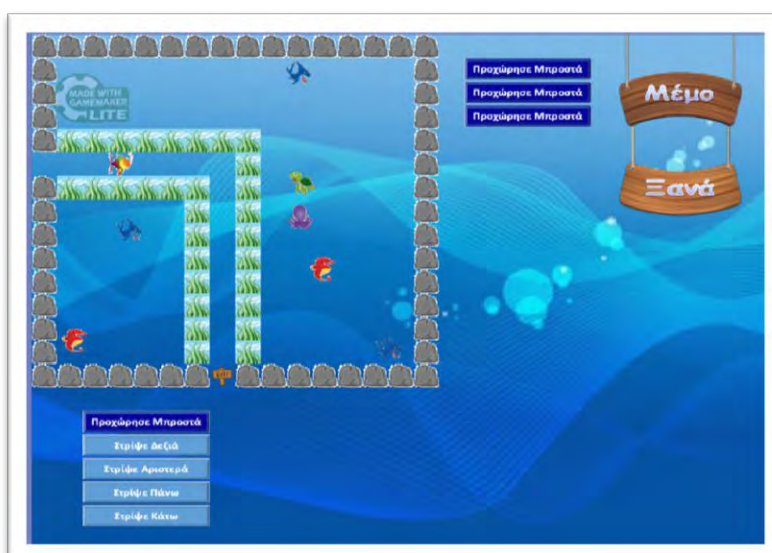 MADE WITH
GAMEMAKER
LITE
Προχώρησε Μπροστά
Προχώρησε Μπροστά
Προχώρησε Μπροστά
Μέμο
Ξανά
Προχώρησε Μπροστά
Στρίψε Δεξιά
Στρίψε Αριστερά
Στρίψε Πάνω
Στρίψε Κάτω